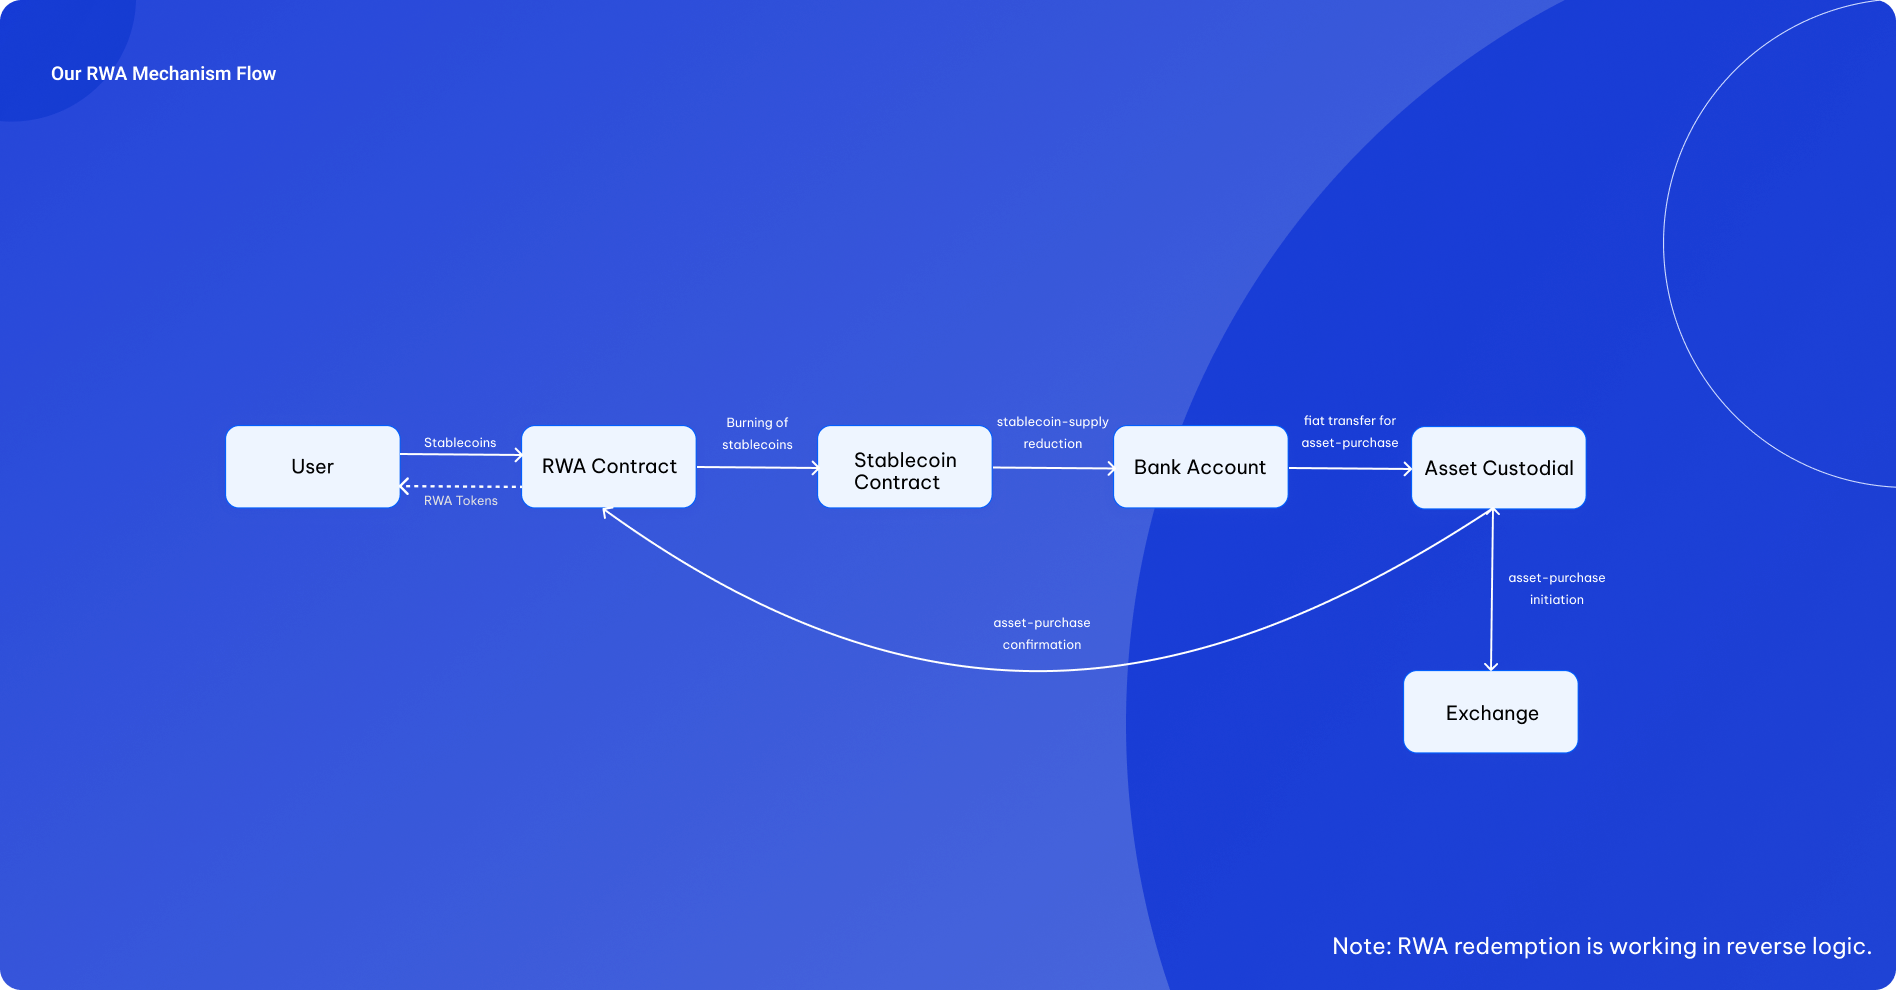 Our RWA Mechanism Flow
User
Stablecoins
RWA Tokens
RWA Contract
Burning of
stablecoins
Stablecoin
Contract
stablecoin-supply
reduction
Bank Account
fiat transfer for
asset-purchase
Asset Custodial
asset-purchase
initiation
asset-purchase
confirmation
Exchange
Note: RWA redemption is working in reverse logic.